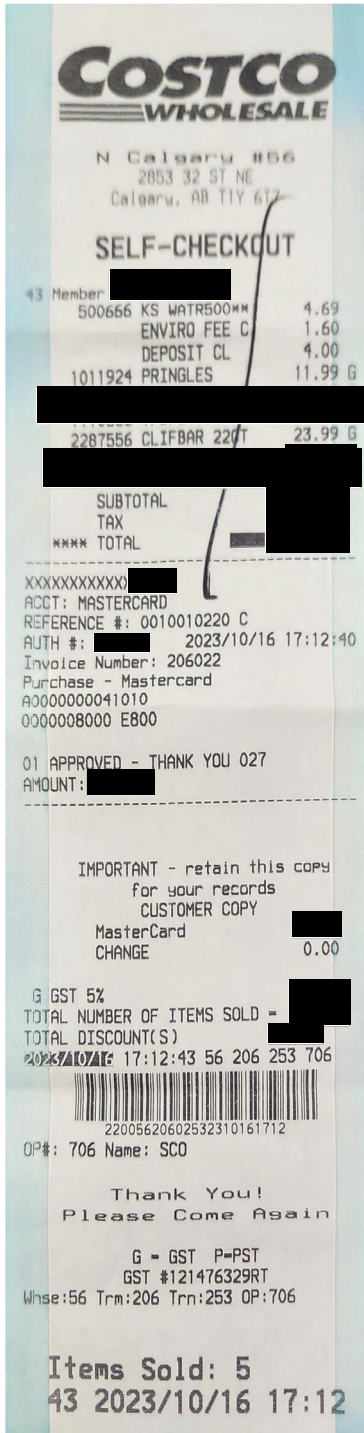 COSTCO
WHOLESALE
N Calgary #56
2853 32 ST NE
Calgary, AB T1Y 6T7
SELF-CHECKOUT
43 Member
500666 KS WATR500** 4.69
ENVIRO FEE C 1.60
DEPOSIT CL 4.00
1011924 PRINGLES 11.99 G
2287556 CLIFBAR 22CT 23.99 G
SUBTOTAL
TAX
**** TOTAL
XXXXXXXXXXXX
ACCT: MASTERCARD
REFERENCE #: 0010010220 C
AUTH #: 2023/10/16 17:12:40
Invoice Number: 206022
Purchase - Mastercard
A0000000041010
0000008000 E800
01 APPROVED - THANK YOU 027
AMOUNT:
IMPORTANT - retain this copy
for your records
CUSTOMER COPY
MasterCard
CHANGE 0.00
G GST 5%
TOTAL NUMBER OF ITEMS SOLD =
TOTAL DISCOUNT(S)
2023/10/16 17:12:43 56 206 253 706
22005620602532310161712
OP#: 706 Name: SCO
Thank You!
Please Come Again
G = GST P=PST
GST #121476329RT
Whse:56 Trm:206 Trn:253 OP:706
Items Sold: 5
43 2023/10/16 17:12